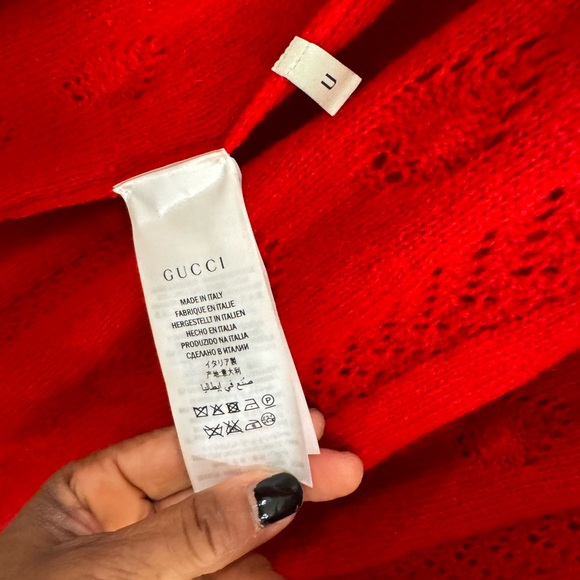 U
GUCCI
MADE IN ITALY
FABRIQUE EN ITALIE
HERGESTELLT IN ITALIEN
HECHO EN ITALIA
PRODUZIDO NA ITALIA
СДЕЛАНО В ИТАЛИИ
イタリア製
产地:意大利
صنع في إيطاليا
P